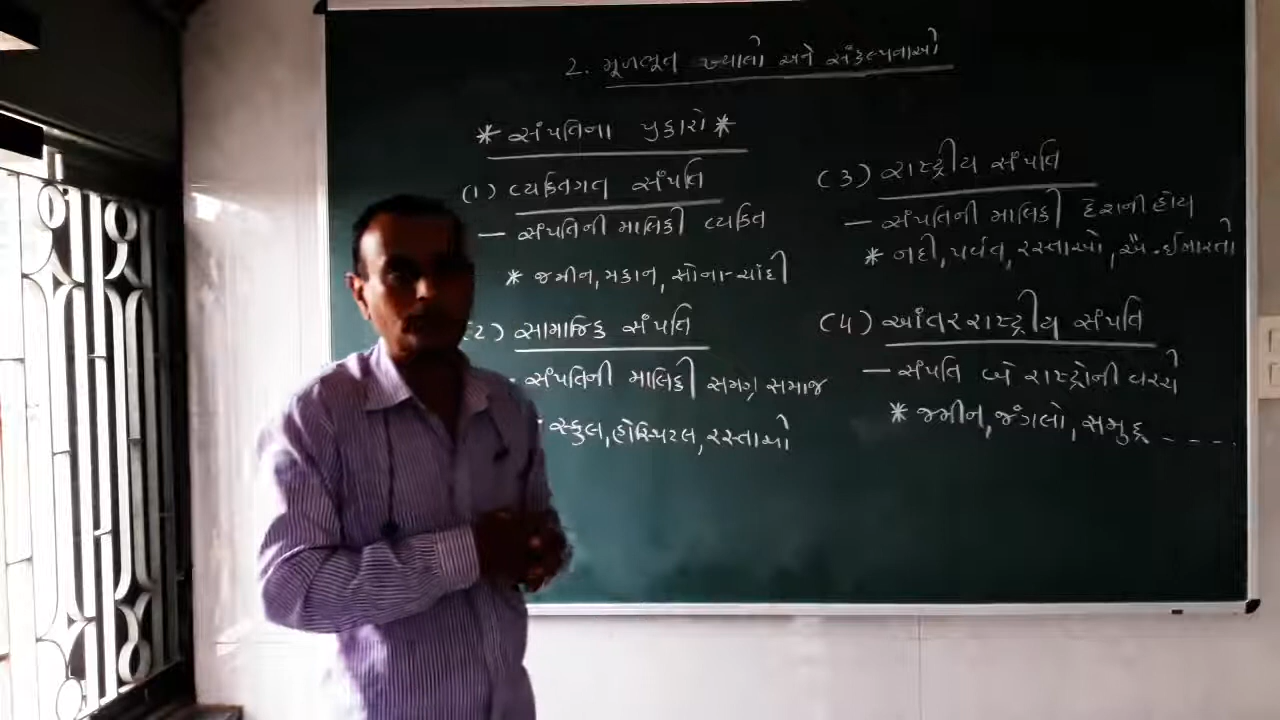 2. મૂળભૂત ખ્યાલો અને સંકલ્પનાઓ
* સંપતિના પ્રકારો *
(1) વ્યકિતગત સંપતિ
— સંપતિની માલિકી વ્યકિત
* જમીન, મકાન, સોના-ચાંદી
(2) સામાજિક સંપતિ
- સંપતિની માલિકી સમગ્ર સમાજ
સ્કુલ, હોસ્પિટલ, રસ્તાઓ
(3) રાષ્ટ્રીય સંપતિ
— સંપતિની માલિકી દેશની હોય
* નદી, પર્વત, રસ્તાઓ, ઐ.ઈમારતો
(4) આંતરરાષ્ટ્રીય સંપતિ
— સંપતિ બે રાષ્ટ્રોની વચ્ચે
* જમીન, જંગલો, સમુદ્ર - - - -